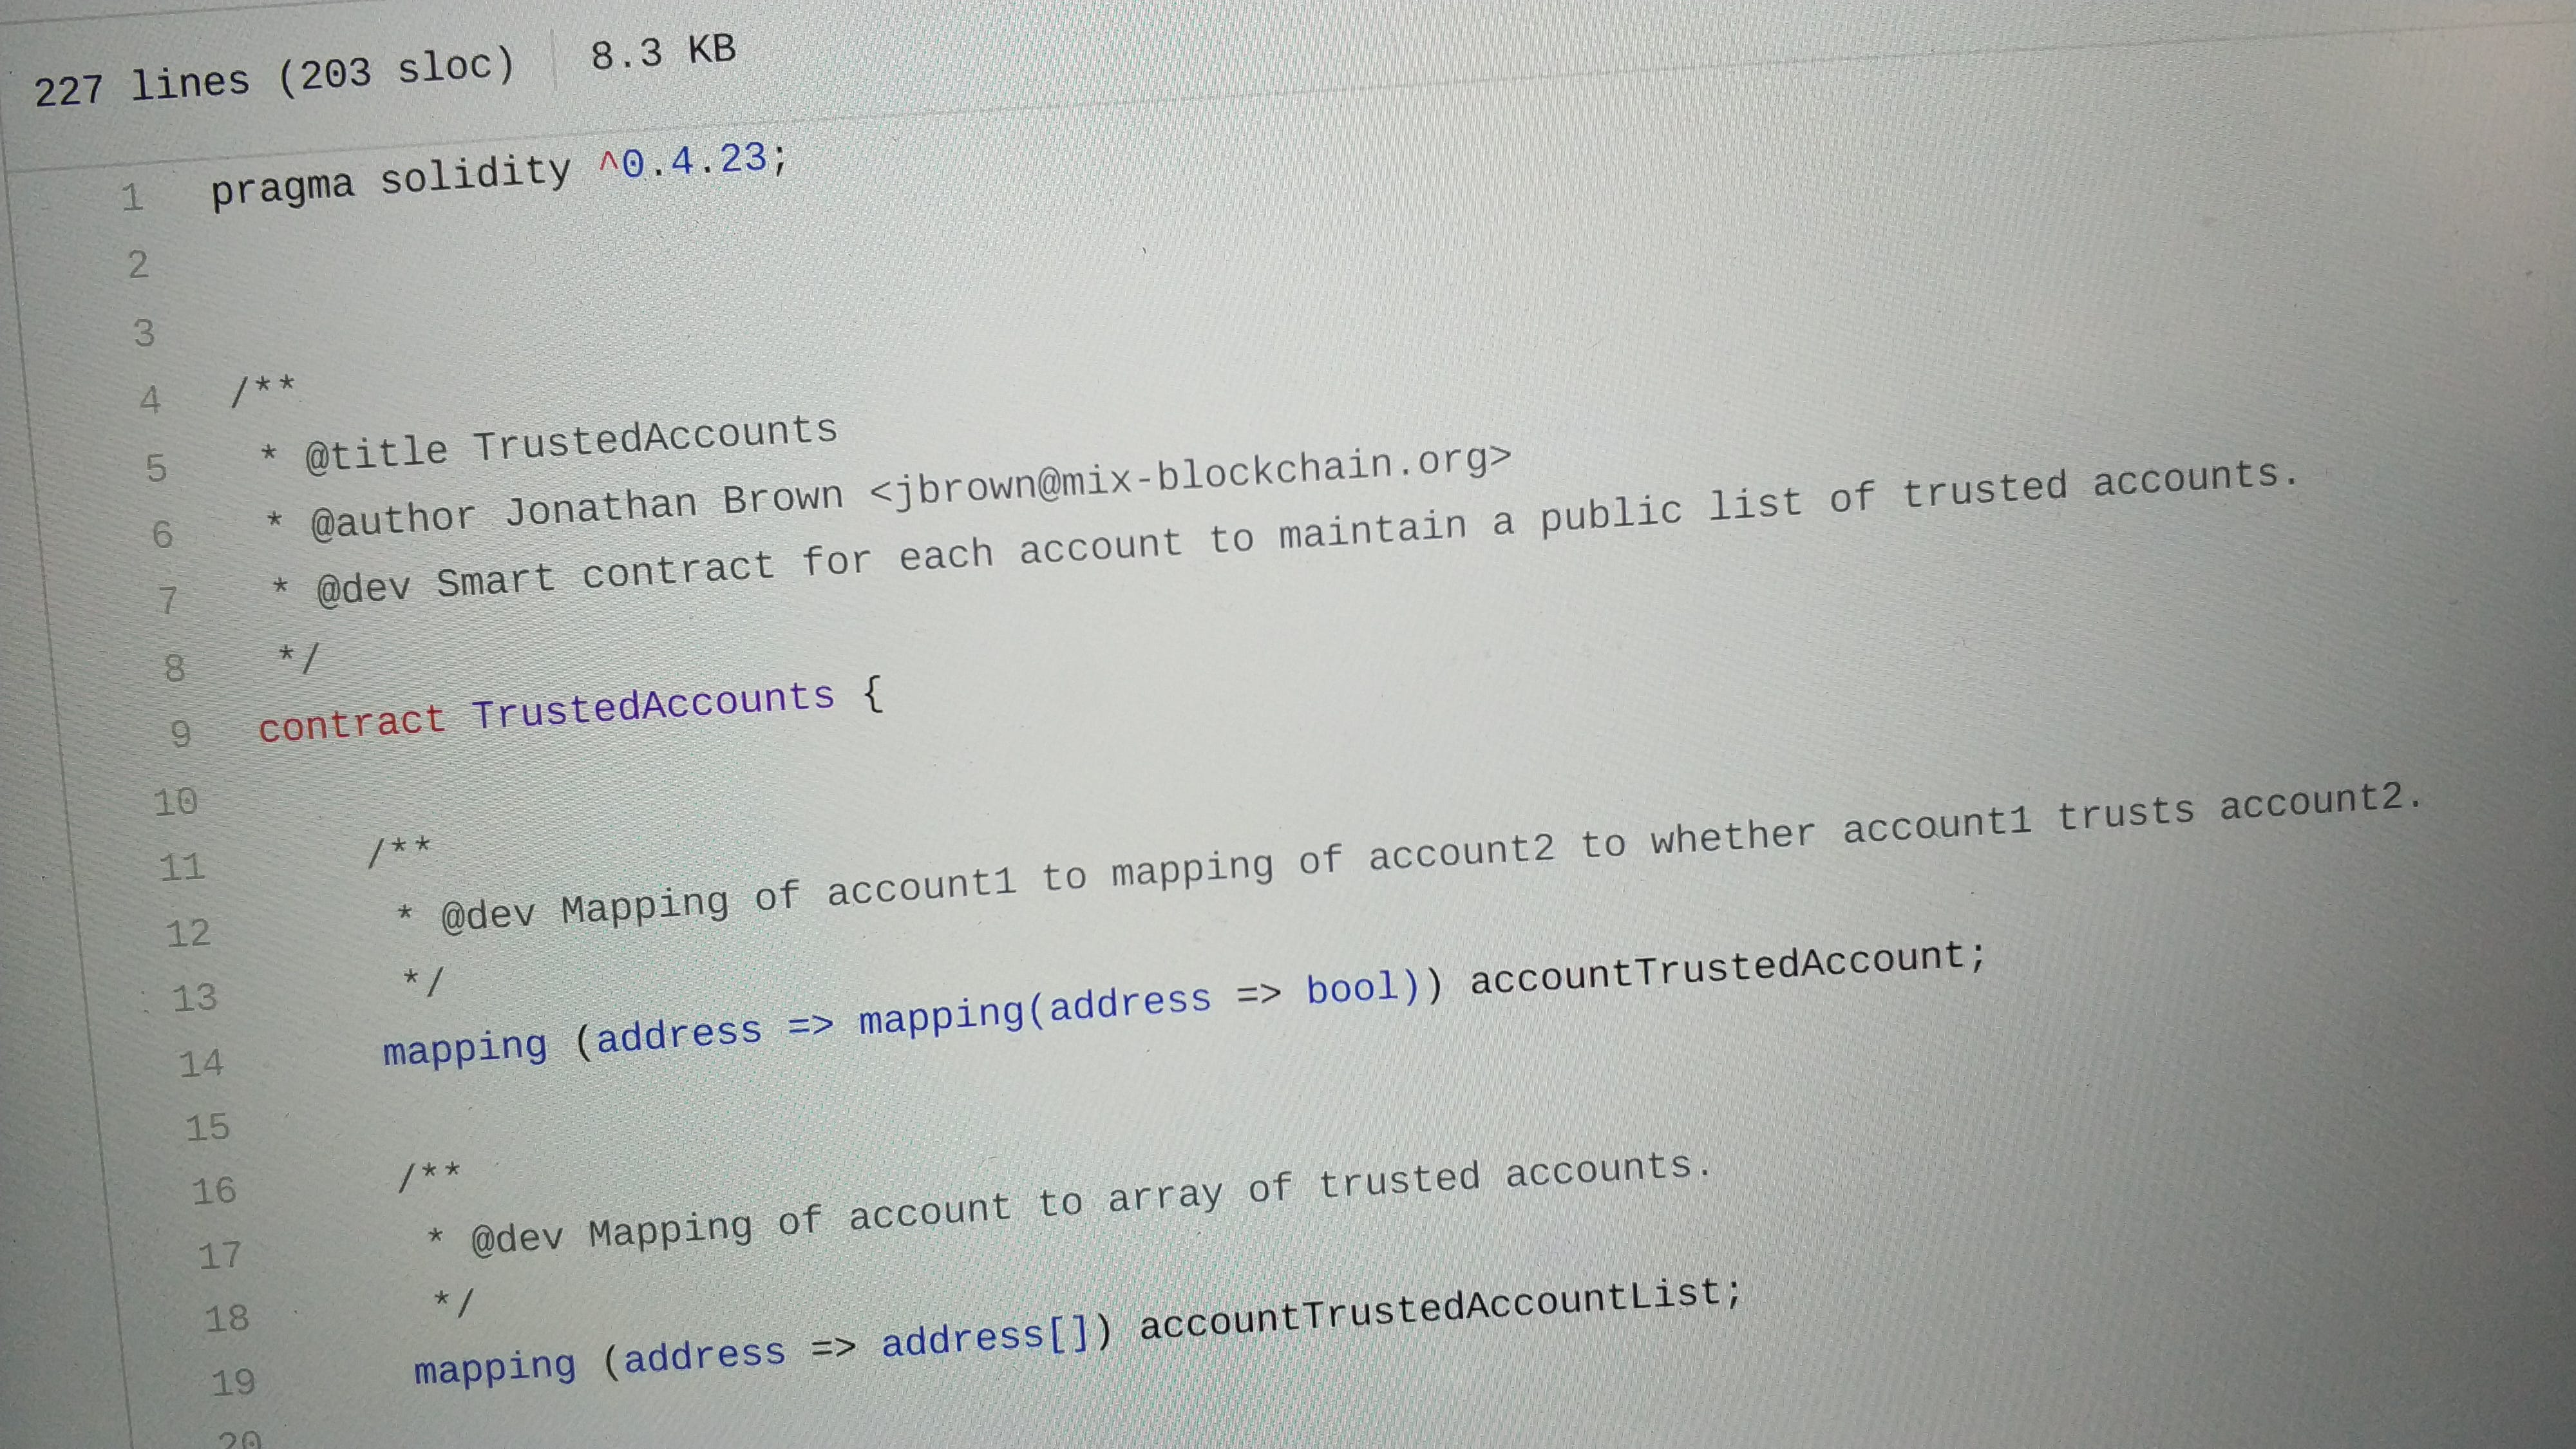 227 lines (203 sloc) 8.3 KB
1 pragma solidity ^0.4.23;
2
3
4 /**
5 * @title TrustedAccounts
6 * @author Jonathan Brown <jbrown@mix-blockchain.org>
7 * @dev Smart contract for each account to maintain a public list of trusted accounts.
8 */
9 contract TrustedAccounts {
10
11 /**
12 * @dev Mapping of account1 to mapping of account2 to whether account1 trusts account2.
13 */
14 mapping (address => mapping(address => bool)) accountTrustedAccount;
15
16 /**
17 * @dev Mapping of account to array of trusted accounts.
18 */
19 mapping (address => address[]) accountTrustedAccountList;
20